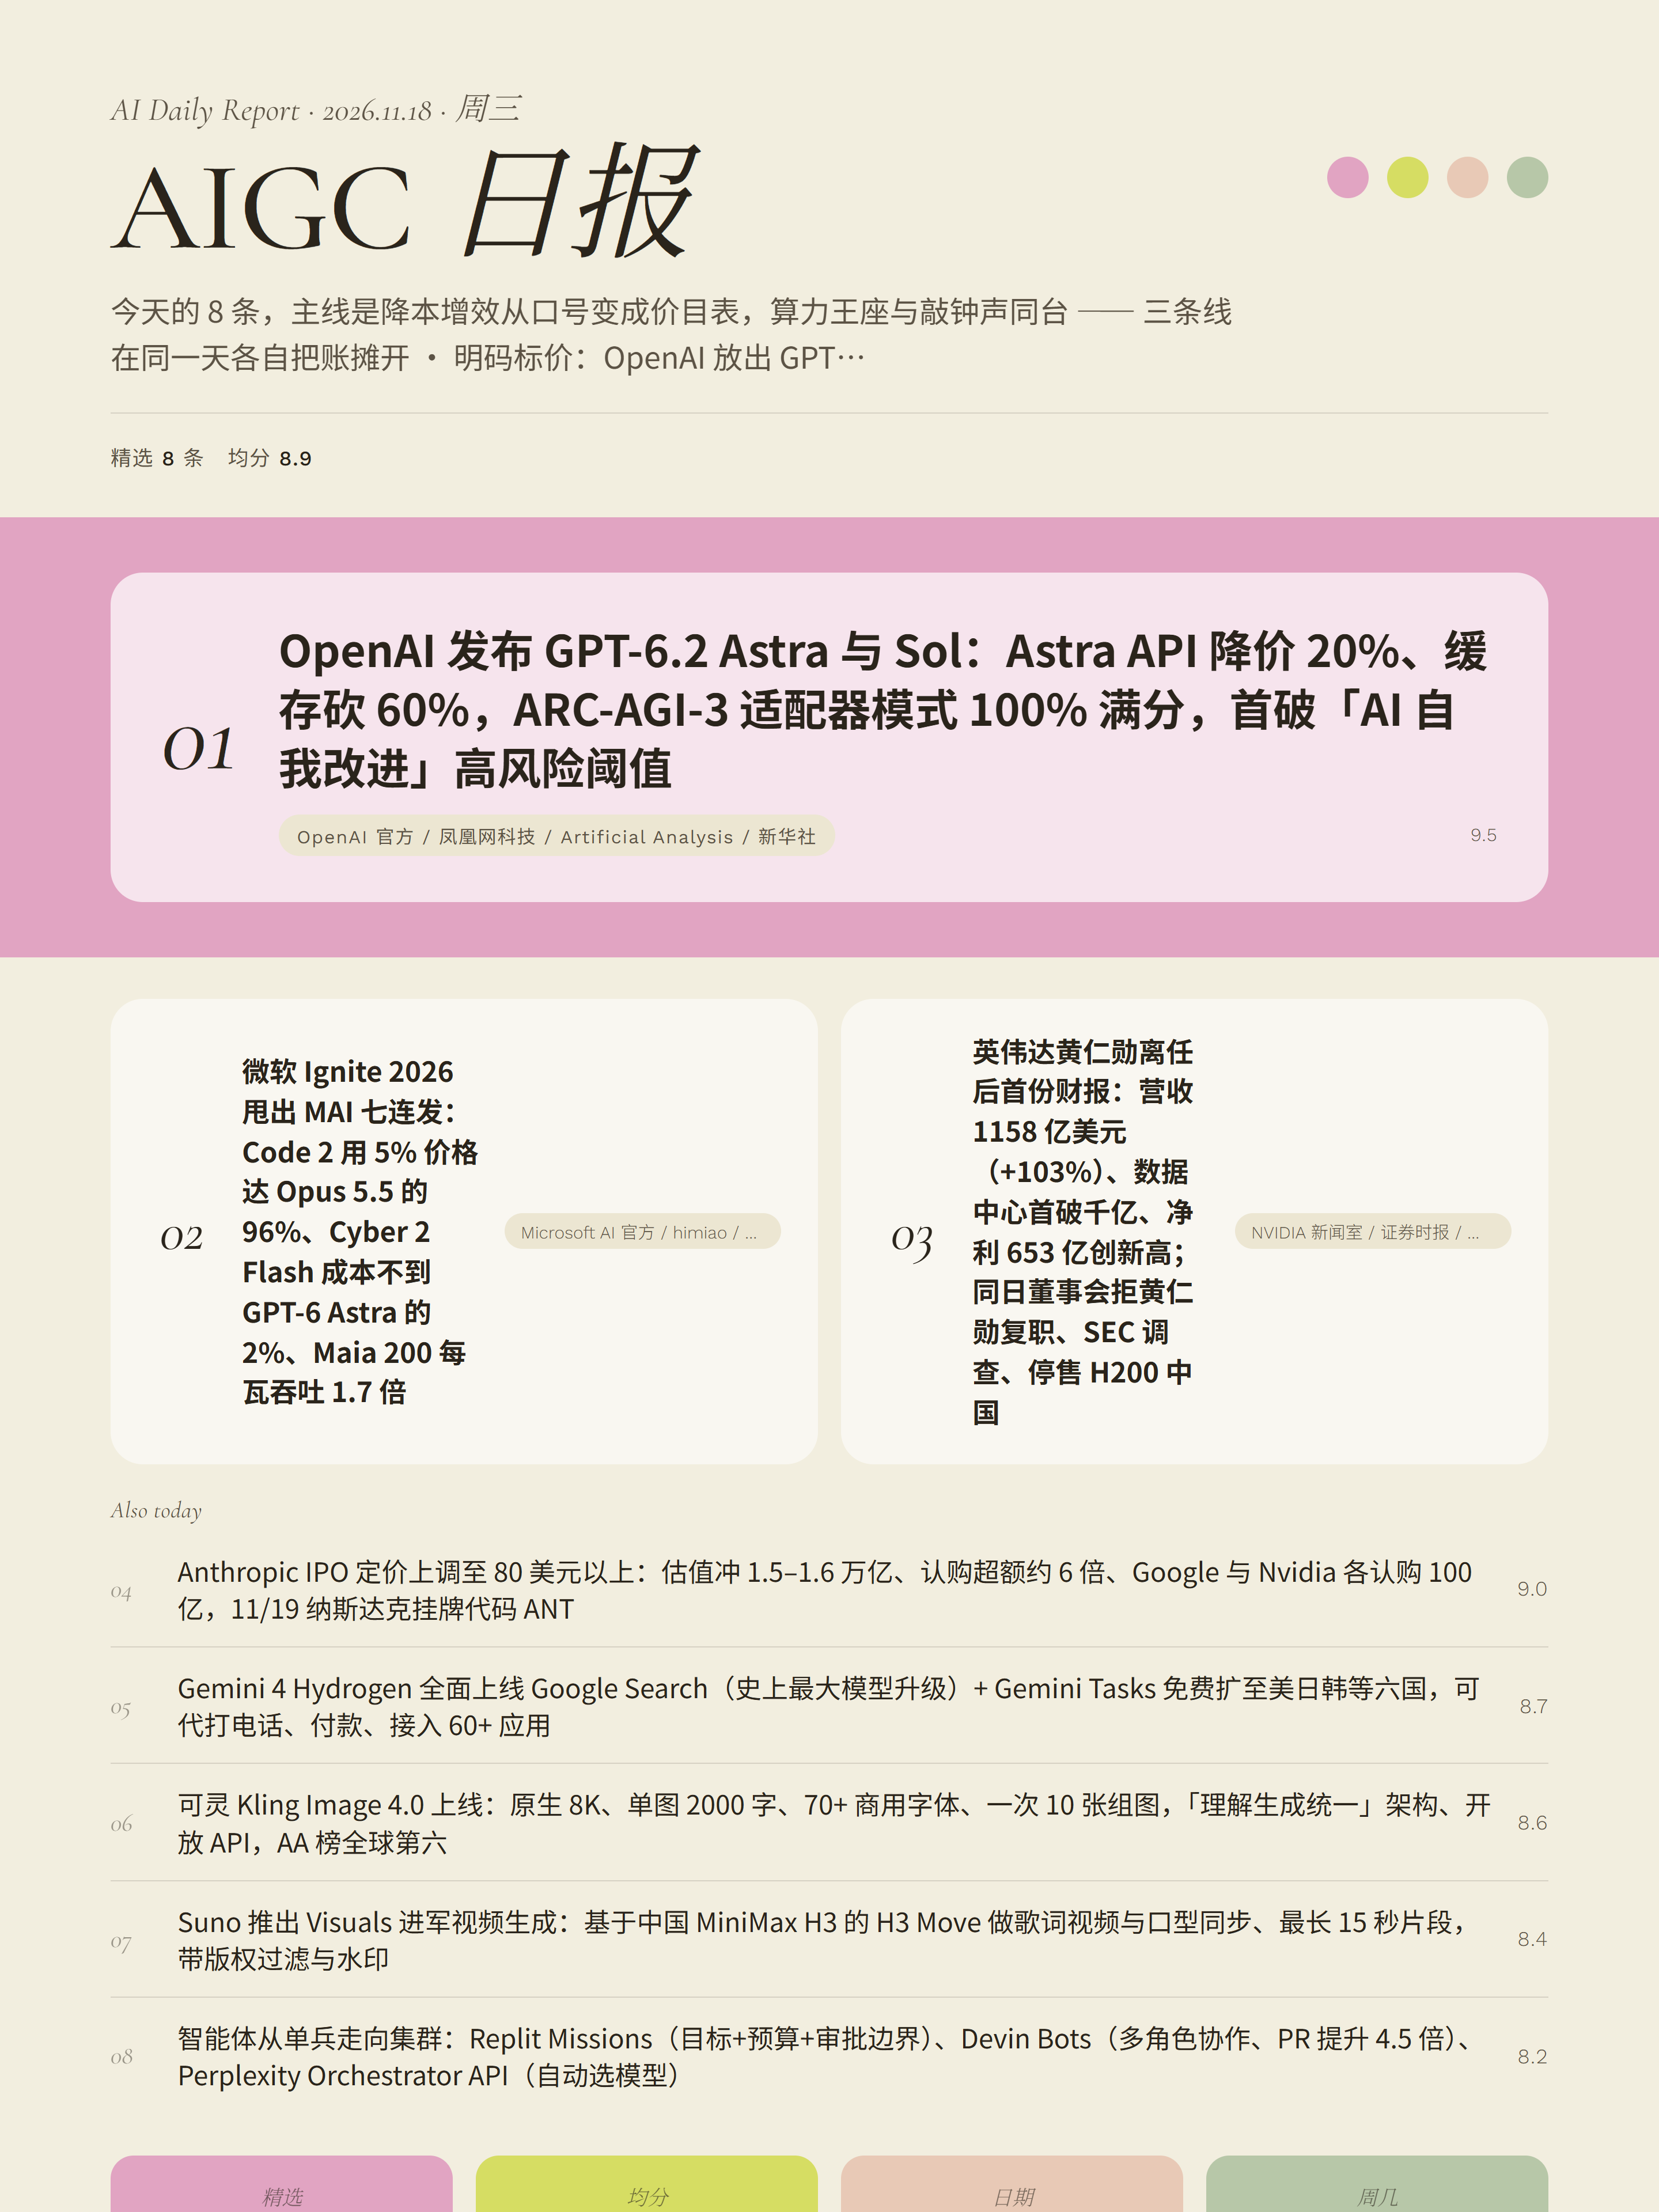 AI Daily Report · 2026.11.18 · 周三
AIGC 日报
今天的 8 条，主线是降本增效从口号变成价目表，算力王座与敲钟声同台 —— 三条线
在同一天各自把账摊开 · 明码标价：OpenAI 放出 GPT…
精选 8 条 均分 8.9
01
OpenAI 发布 GPT-6.2 Astra 与 Sol：Astra API 降价 20%、缓
存砍 60%，ARC-AGI-3 适配器模式 100% 满分，首破「AI 自
我改进」高风险阈值
OpenAI 官方 / 凤凰网科技 / Artificial Analysis / 新华社
9.5
02
微软 Ignite 2026
甩出 MAI 七连发：
Code 2 用 5% 价格
达 Opus 5.5 的
96%、Cyber 2
Flash 成本不到
GPT-6 Astra 的
2%、Maia 200 每
瓦吞吐 1.7 倍
Microsoft AI 官方 / himiao / ...
03
英伟达黄仁勋离任
后首份财报：营收
1158 亿美元
（+103%）、数据
中心首破千亿、净
利 653 亿创新高；
同日董事会拒黄仁
勋复职、SEC 调
查、停售 H200 中
国
NVIDIA 新闻室 / 证券时报 / ...
Also today
04
Anthropic IPO 定价上调至 80 美元以上：估值冲 1.5–1.6 万亿、认购超额约 6 倍、Google 与 Nvidia 各认购 100
亿，11/19 纳斯达克挂牌代码 ANT
9.0
05
Gemini 4 Hydrogen 全面上线 Google Search（史上最大模型升级）+ Gemini Tasks 免费扩至美日韩等六国，可
代打电话、付款、接入 60+ 应用
8.7
06
可灵 Kling Image 4.0 上线：原生 8K、单图 2000 字、70+ 商用字体、一次 10 张组图，「理解生成统一」架构、开
放 API，AA 榜全球第六
8.6
07
Suno 推出 Visuals 进军视频生成：基于中国 MiniMax H3 的 H3 Move 做歌词视频与口型同步、最长 15 秒片段，
带版权过滤与水印
8.4
08
智能体从单兵走向集群：Replit Missions（目标+预算+审批边界）、Devin Bots（多角色协作、PR 提升 4.5 倍）、
Perplexity Orchestrator API（自动选模型）
8.2
精选
均分
日期
周几